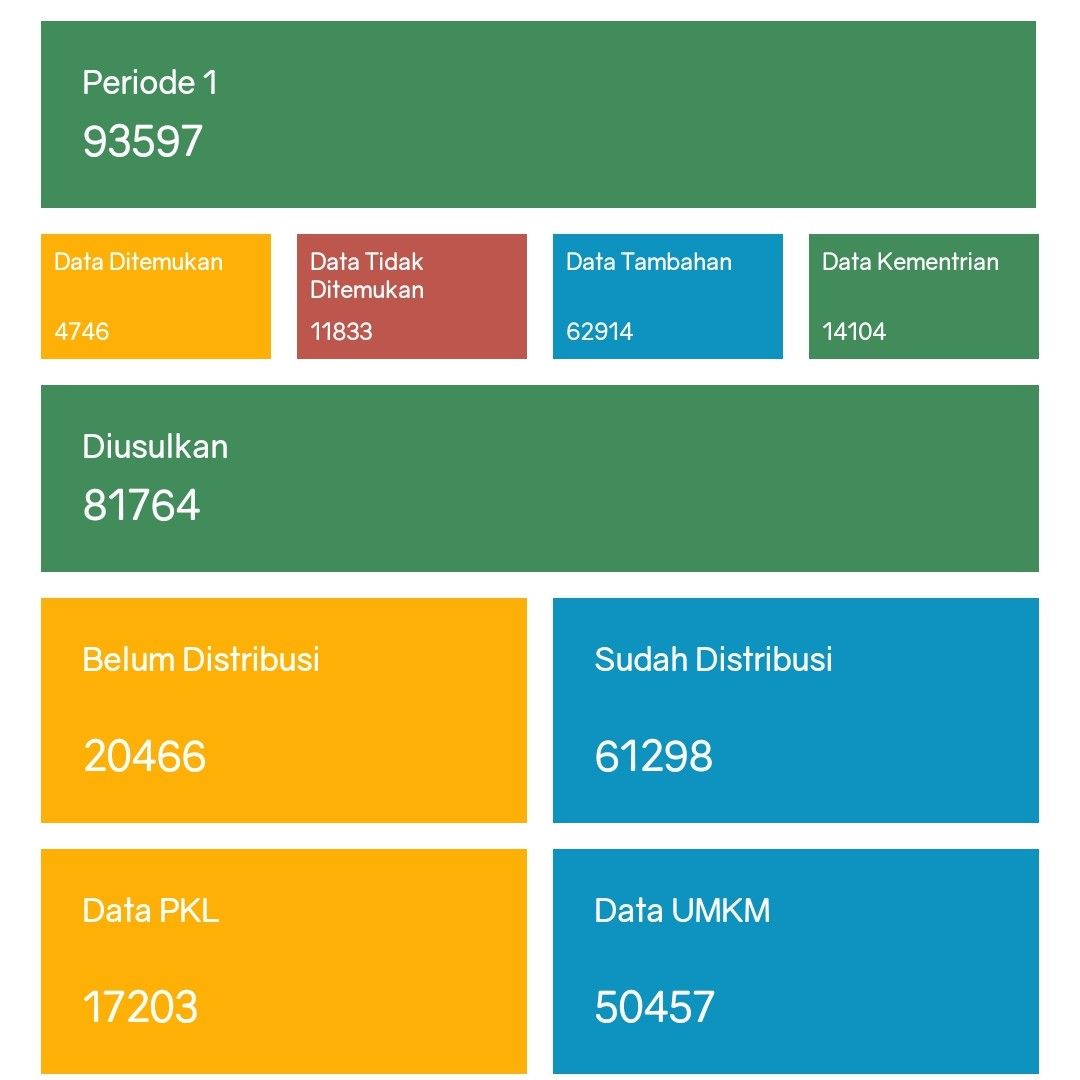 Periode 1
93597
Data Ditemukan
4746
Data Tidak
Ditemukan
11833
Data Tambahan
62914
Data Kementrian
14104
Diusulkan
81764
Belum Distribusi
20466
Sudah Distribusi
61298
Data PKL
17203
Data UMKM
50457